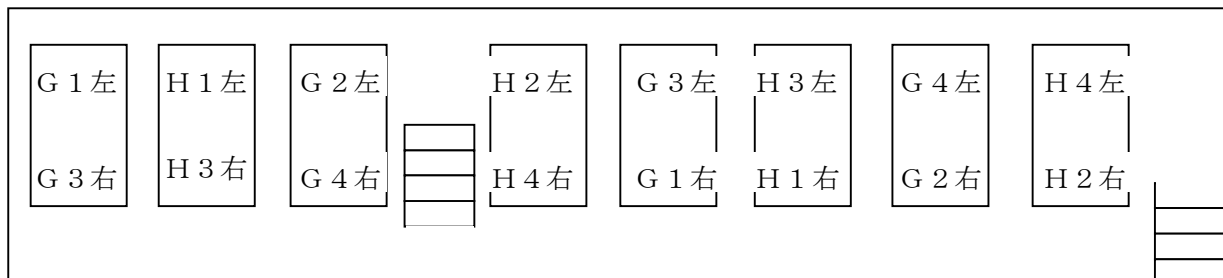 G1左 H1左 G2左 H2左 G3左 H3左 G4左 H4左
G3右 H3右 G4右 H4右 G1右 H1右 G2右 H2右